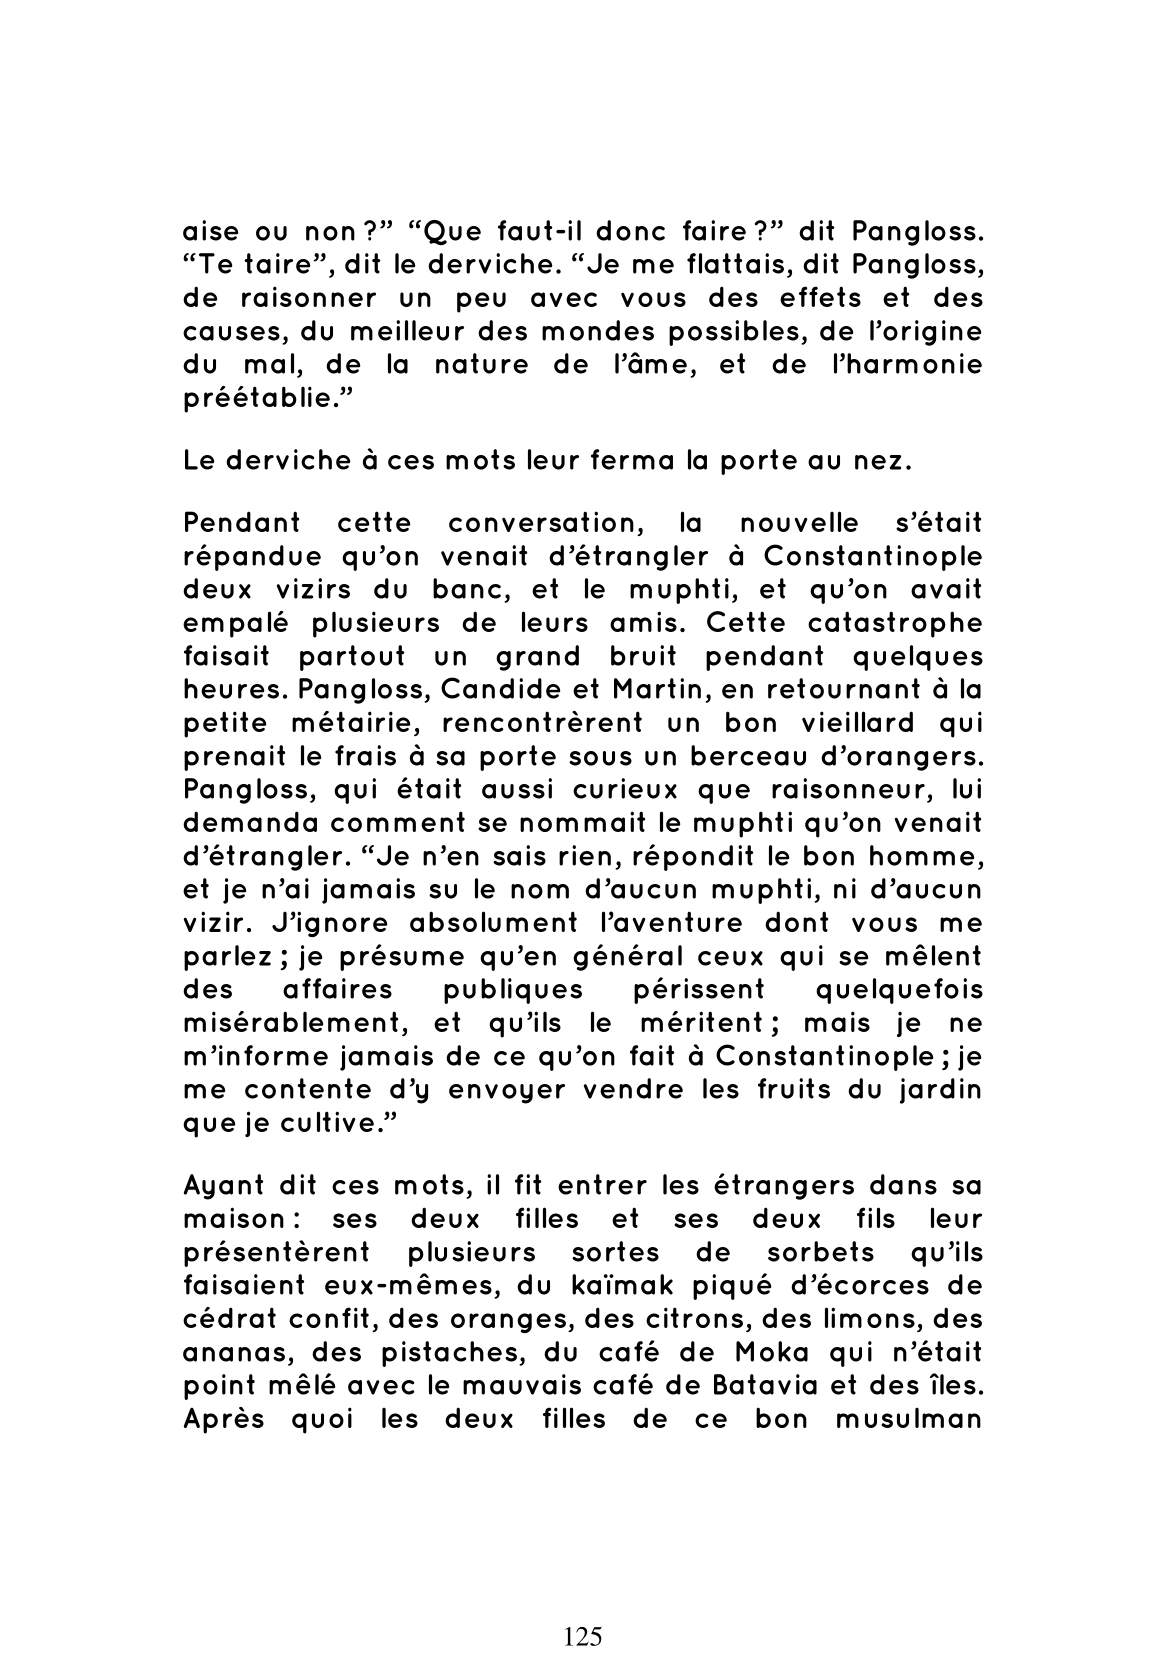 aise ou non ?” “Que faut-il donc faire ?” dit Pangloss.
“Te taire”, dit le derviche. “Je me flattais, dit Pangloss,
de raisonner un peu avec vous des effets et des
causes, du meilleur des mondes possibles, de l’origine
du mal, de la nature de l’âme, et de l’harmonie
préétablie.”
Le derviche à ces mots leur ferma la porte au nez.
Pendant cette conversation, la nouvelle s’était
répandue qu’on venait d’étrangler à Constantinople
deux vizirs du banc, et le muphti, et qu’on avait
empalé plusieurs de leurs amis. Cette catastrophe
faisait partout un grand bruit pendant quelques
heures. Pangloss, Candide et Martin, en retournant à la
petite métairie, rencontrèrent un bon vieillard qui
prenait le frais à sa porte sous un berceau d’orangers.
Pangloss, qui était aussi curieux que raisonneur, lui
demanda comment se nommait le muphti qu’on venait
d’étrangler. “Je n’en sais rien, répondit le bon homme,
et je n’ai jamais su le nom d’aucun muphti, ni d’aucun
vizir. J’ignore absolument l’aventure dont vous me
parlez ; je présume qu’en général ceux qui se mêlent
des affaires publiques périssent quelquefois
misérablement, et qu’ils le méritent ; mais je ne
m’informe jamais de ce qu’on fait à Constantinople ; je
me contente d’y envoyer vendre les fruits du jardin
que je cultive.”
Ayant dit ces mots, il fit entrer les étrangers dans sa
maison : ses deux filles et ses deux fils leur
présentèrent plusieurs sortes de sorbets qu’ils
faisaient eux-mêmes, du kaïmak piqué d’écorces de
cédrat confit, des oranges, des citrons, des limons, des
ananas, des pistaches, du café de Moka qui n’était
point mêlé avec le mauvais café de Batavia et des îles.
Après quoi les deux filles de ce bon musulman
125